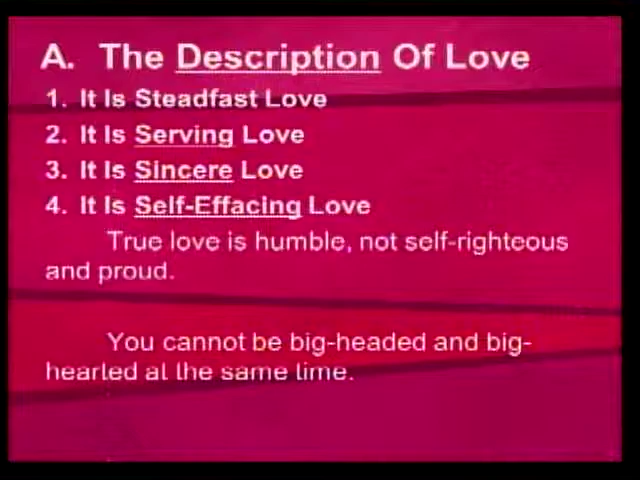 A. The Description Of Love
1. It Is Steadfast Love
2. It Is Serving Love
3. It Is Sincere Love
4. It Is Self-Effacing Love
True love is humble, not self-righteous
and proud.
You cannot be big-headed and big-
hearted at the same time.